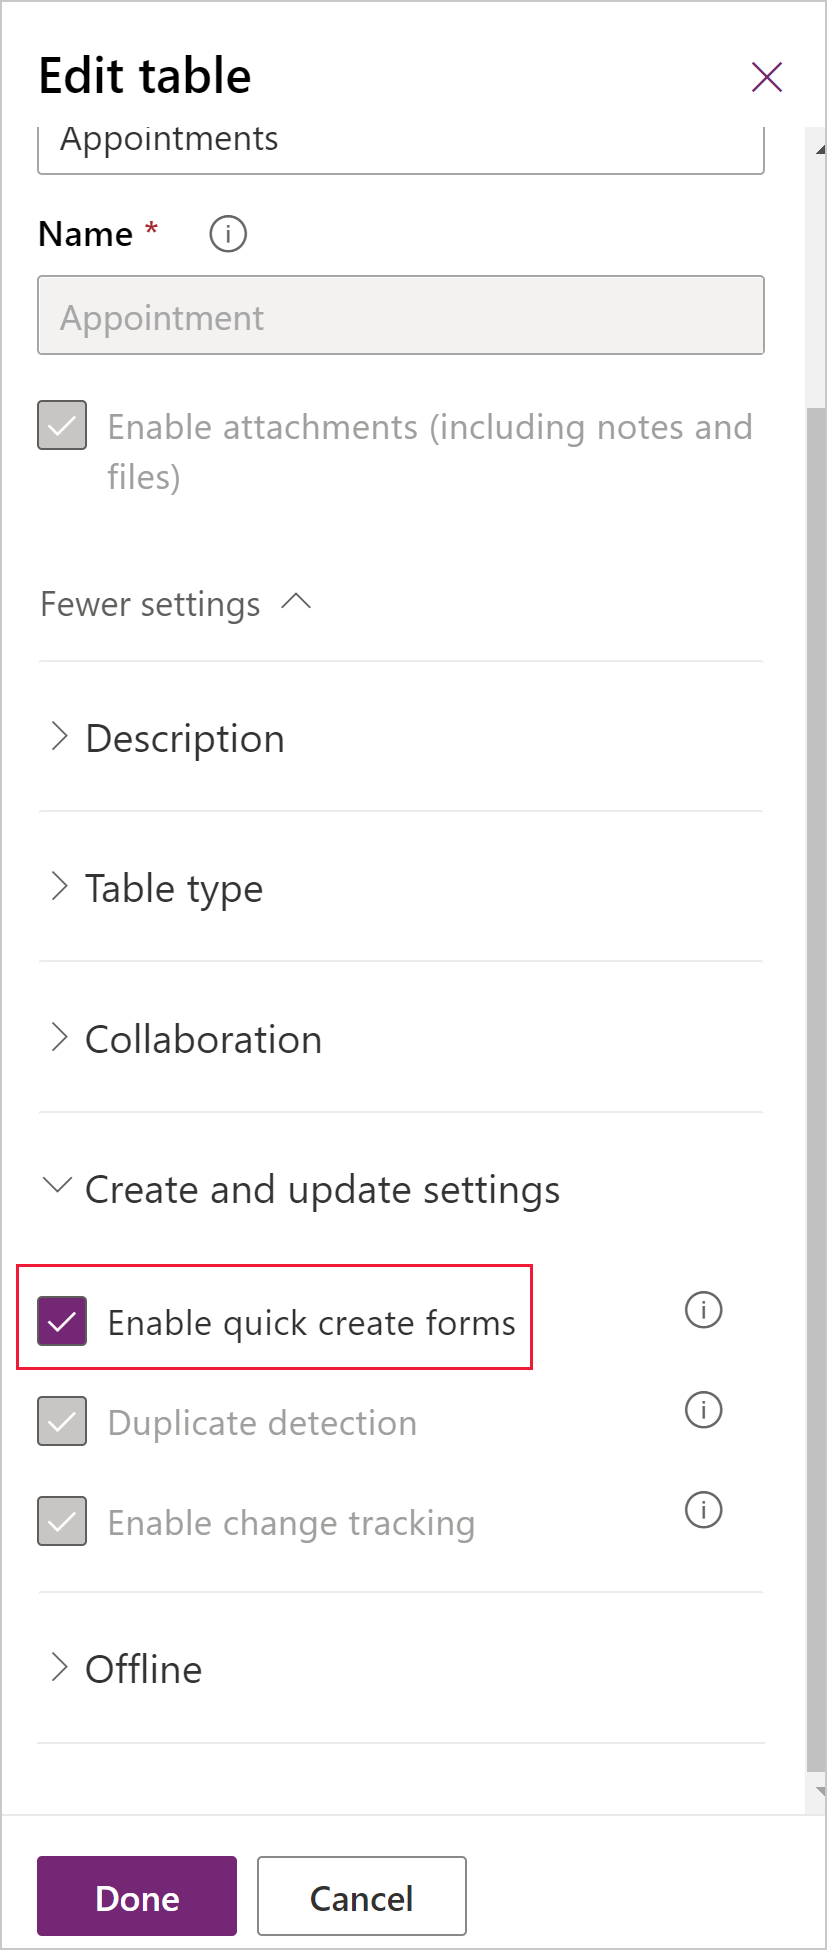 Edit table
Appointments
Name *
Appointment
Enable attachments (including notes and
files)
Fewer settings
Description
Table type
Collaboration
Create and update settings
Enable quick create forms
Duplicate detection
Enable change tracking
Offline
Done
Cancel